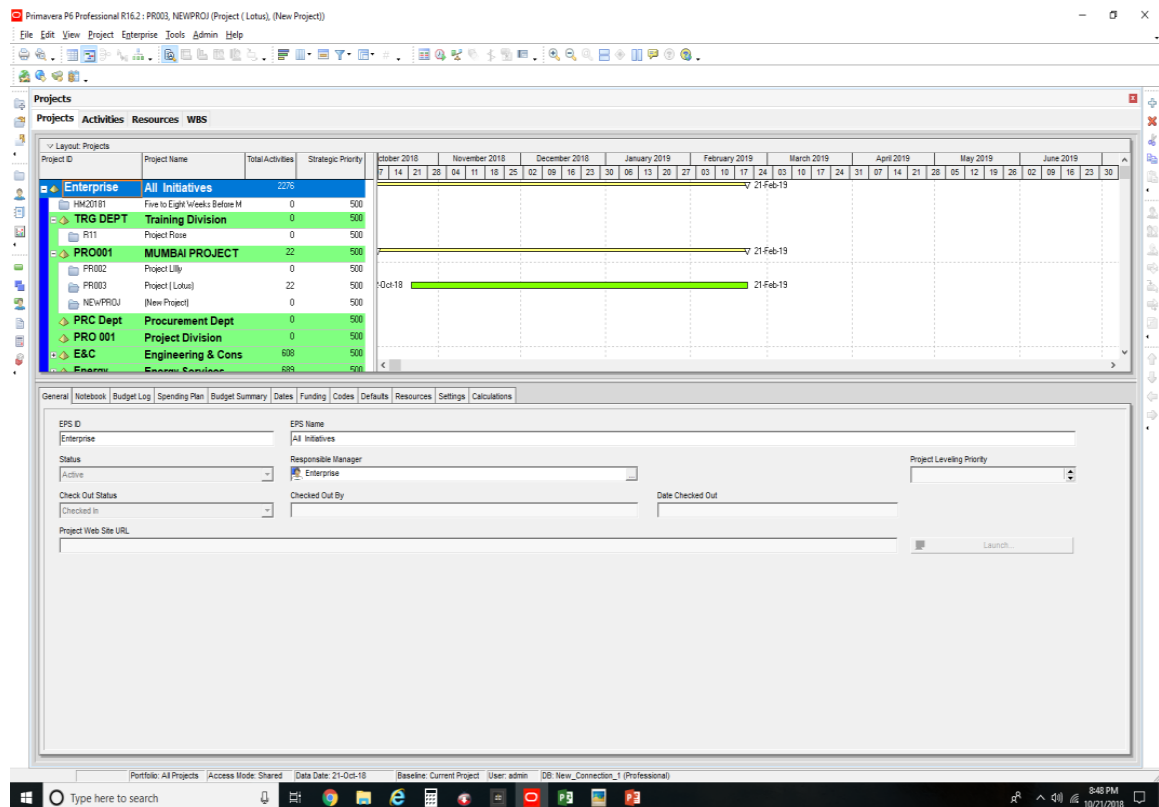 Primavera P6 Professional R16.2 : PR003, NEWPROJ (Project ( Lotus), (New Project))
File Edit View Project Enterprise Tools Admin Help
Projects
Projects Activities Resources WBS
Layout: Projects
Project ID Project Name Total Activities Strategic Priority ctober 2018 November 2018 December 2018 January 2019 February 2019 March 2019 April 2019 May 2019 June 2019
7 14 21 28 04 11 18 25 02 09 16 23 30 06 13 20 27 03 10 17 24 03 10 17 24 31 07 14 21 28 05 12 19 26 02 09 16 23 30
Enterprise All Initiatives 2276 21-Feb-19
HM20181 Five to Eight Weeks Before M 0 500
TRG DEPT Training Division 0 500
R11 Project Rose 0 500
PRO001 MUMBAI PROJECT 22 500 21-Feb-19
PR002 Project Lilly 0 500
PR003 Project ( Lotus) 22 500 -Oct-18 21-Feb-19
NEWPROJ (New Project) 0 500
PRC Dept Procurement Dept 0 500
PRO 001 Project Division 0 500
E&C Engineering & Cons 608 500
Energy Energy Services 689 500
General Notebook Budget Log Spending Plan Budget Summary Dates Funding Codes Defaults Resources Settings Calculations
EPS ID EPS Name
Enterprise All Initiatives
Status Responsible Manager Project Leveling Priority
Active Enterprise ...
Check Out Status Checked Out By Date Checked Out
Checked In
Project Web Site URL
Launch...
Portfolio: All Projects Access Mode: Shared Data Date: 21-Oct-18 Baseline: Current Project User: admin DB: New_Connection_1 (Professional)
Type here to search 8:48 PM
10/21/2018